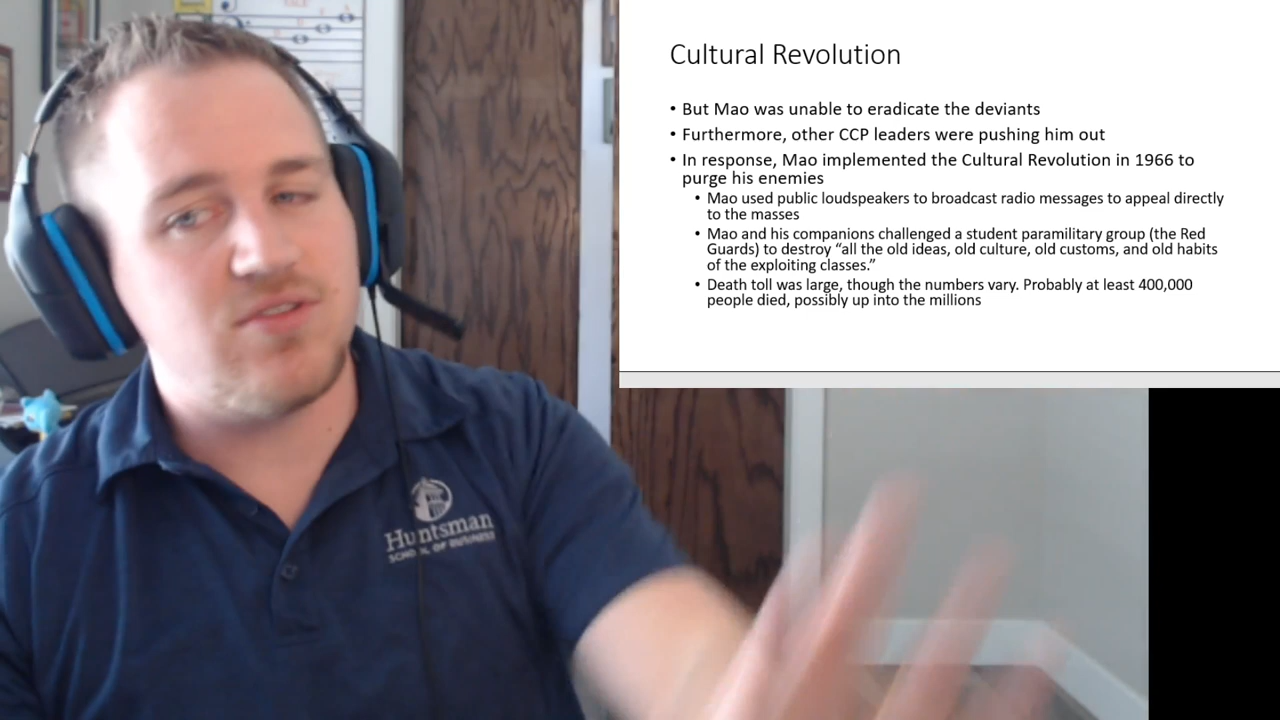 Cultural Revolution
• But Mao was unable to eradicate the deviants
• Furthermore, other CCP leaders were pushing him out
• In response, Mao implemented the Cultural Revolution in 1966 to
purge his enemies
• Mao used public loudspeakers to broadcast radio messages to appeal directly
to the masses
• Mao and his companions challenged a student paramilitary group (the Red
Guards) to destroy “all the old ideas, old culture, old customs, and old habits
of the exploiting classes.”
• Death toll was large, though the numbers vary. Probably at least 400,000
people died, possibly up into the millions
Huntsman
SCHOOL OF BUSINESS